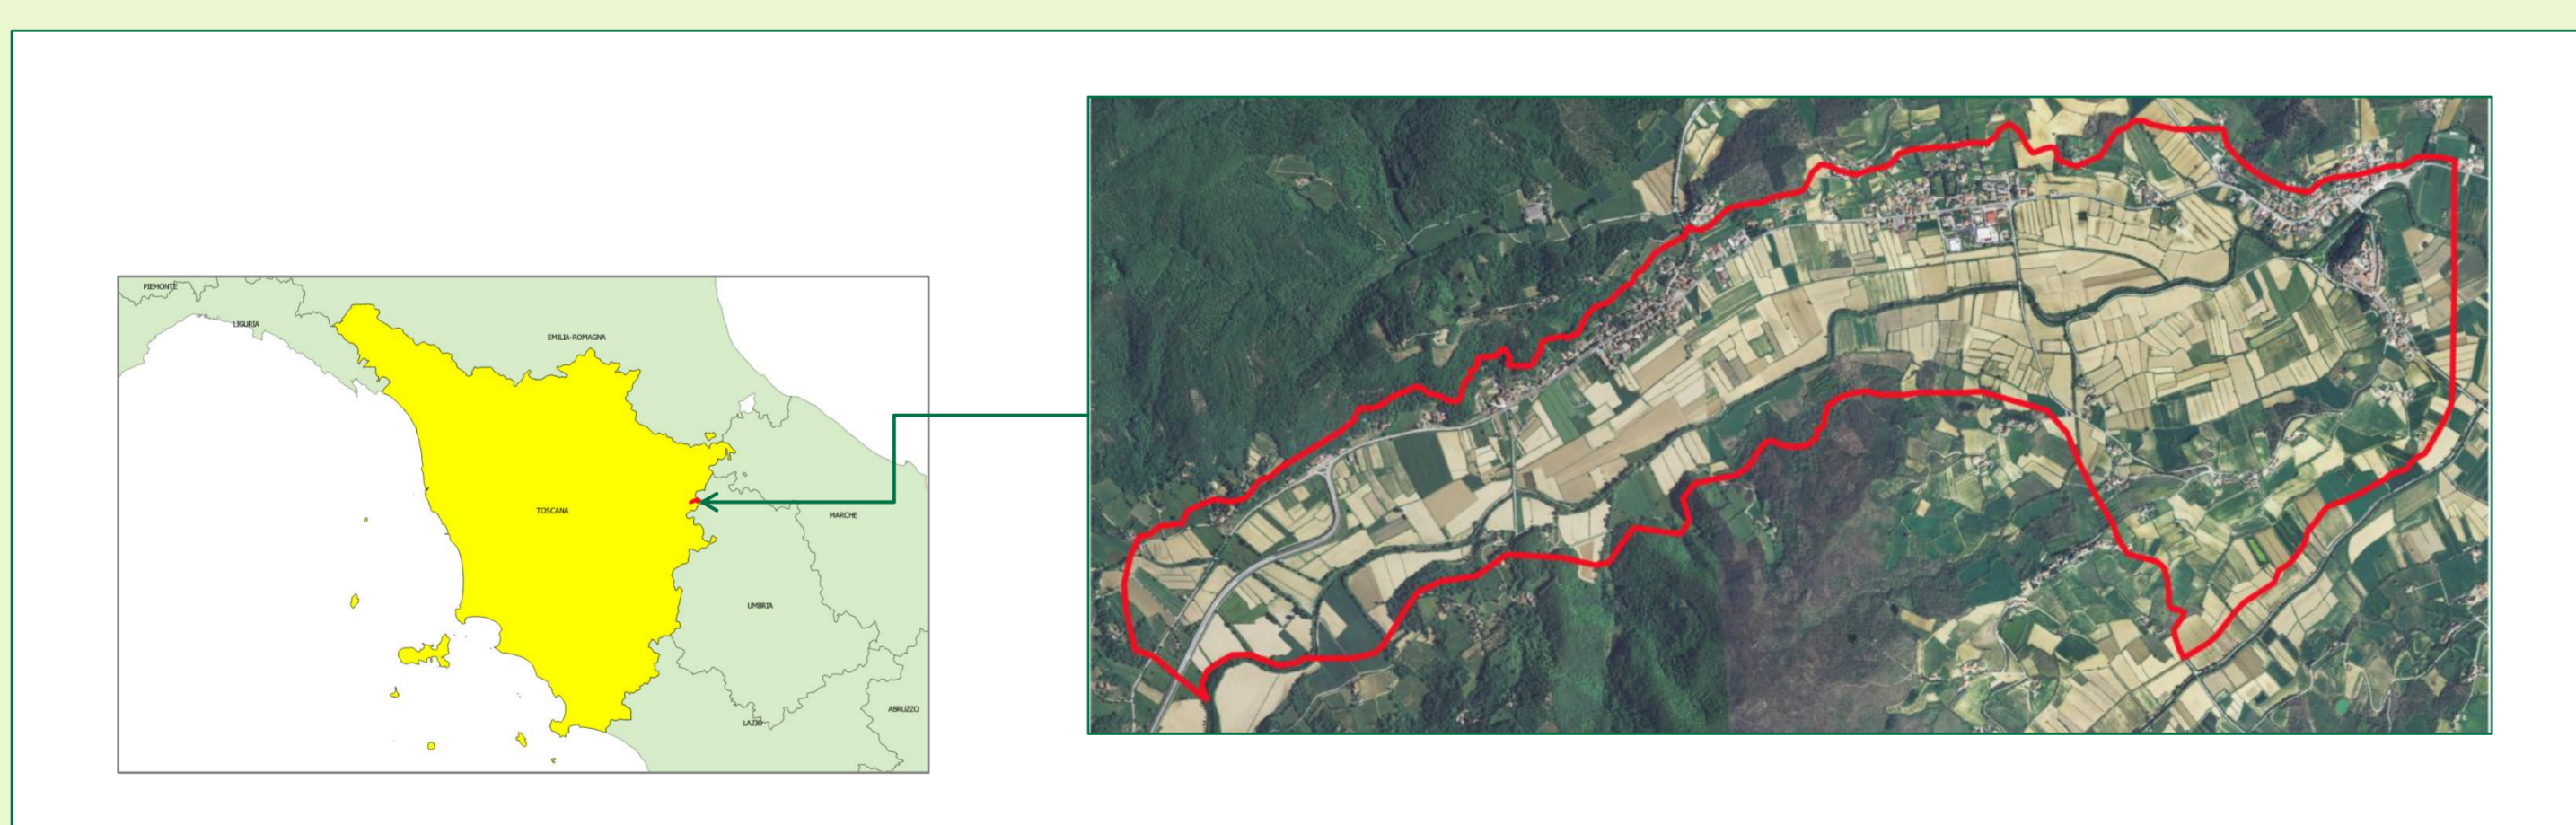 PIEMONTE
LIGURIA
EMILIA-ROMAGNA
TOSCANA
MARCHE
UMBRIA
LAZIO
ABRUZZO